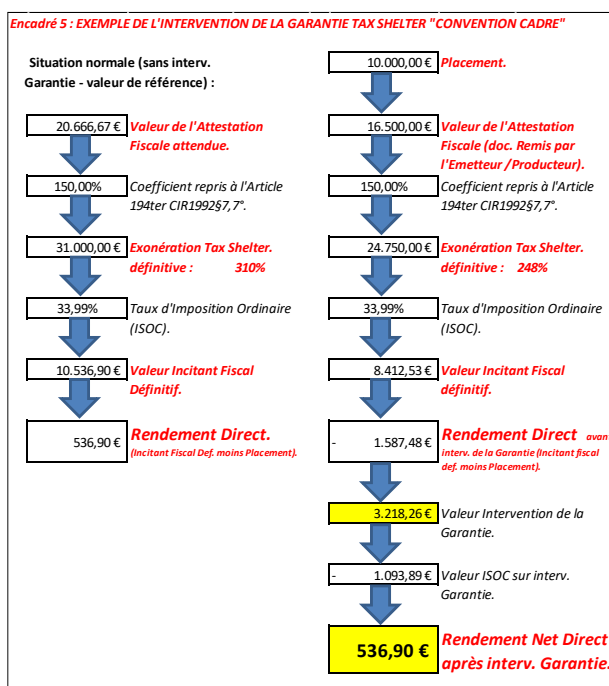 Encadré 5 : EXEMPLE DE L'INTERVENTION DE LA GARANTIE TAX SHELTER "CONVENTION CADRE"
Situation normale (sans interv.
Garantie - valeur de référence) :
20.666,67 € Valeur de l'Attestation
Fiscale attendue.
150,00% Coefficient repris à l'Article
194ter CIR1992§7,7°.
31.000,00 € Exonération Tax Shelter.
définitive : 310%
33,99% Taux d'Imposition Ordinaire
(ISOC).
10.536,90 € Valeur Incitant Fiscal
Définitif.
536,90 € Rendement Direct.
(Incitant Fiscal Def. moins Placement).
10.000,00 € Placement.
16.500,00 € Valeur de l'Attestation
Fiscale (doc. Remis par
l'Emetteur /Producteur).
150,00% Coefficient repris à l'Article
194ter CIR1992§7,7°.
24.750,00 € Exonération Tax Shelter.
définitive : 248%
33,99% Taux d'Imposition Ordinaire
(ISOC).
8.412,53 € Valeur Incitant Fiscal
définitif.
- 1.587,48 € Rendement Direct avan
interv. de la Garantie (Incitant fiscal
def. moins Placement).
3.218,26 € Valeur Intervention de la
Garantie.
- 1.093,89 € Valeur ISOC sur interv.
Garantie.
536,90 € Rendement Net Direct
après interv. Garantie.